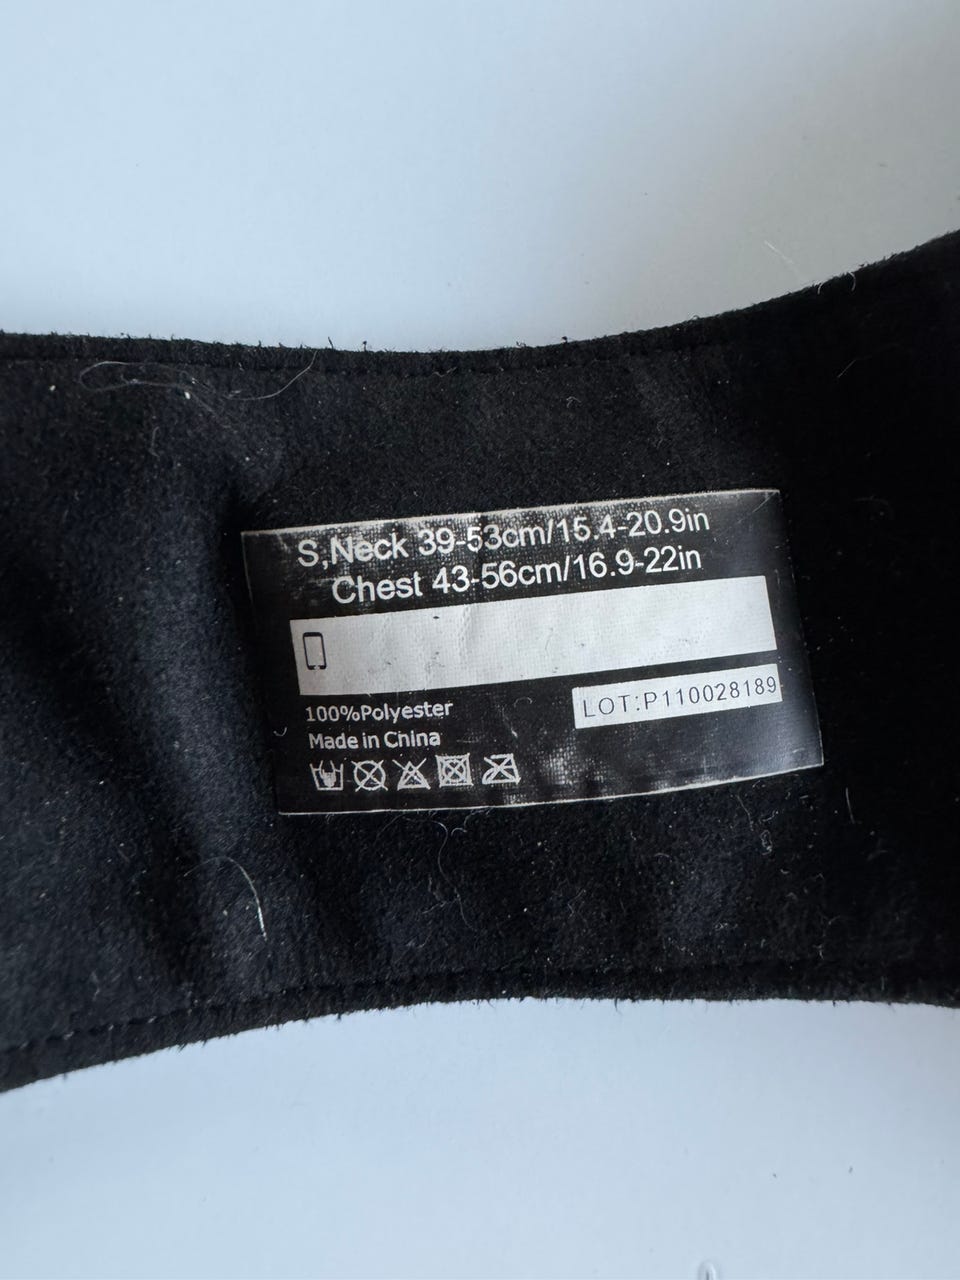 S,Neck 39-53cm/15.4-20.9in
Chest 43-56cm/16.9-22in
LOT:P110028189
100%Polyester
Made in China